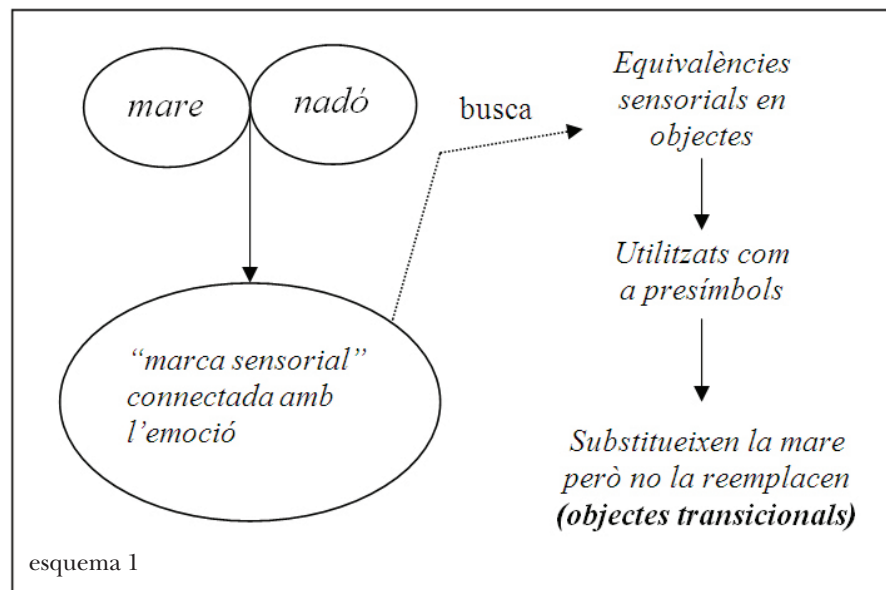 mare
nadó
busca
Equivalències
sensorials en
objectes
Utilitzats com
a presímbols
“marca sensorial”
connectada amb
l’emoció
Substitueixen la mare
però no la reemplacen
(objectes transicionals)
esquema 1